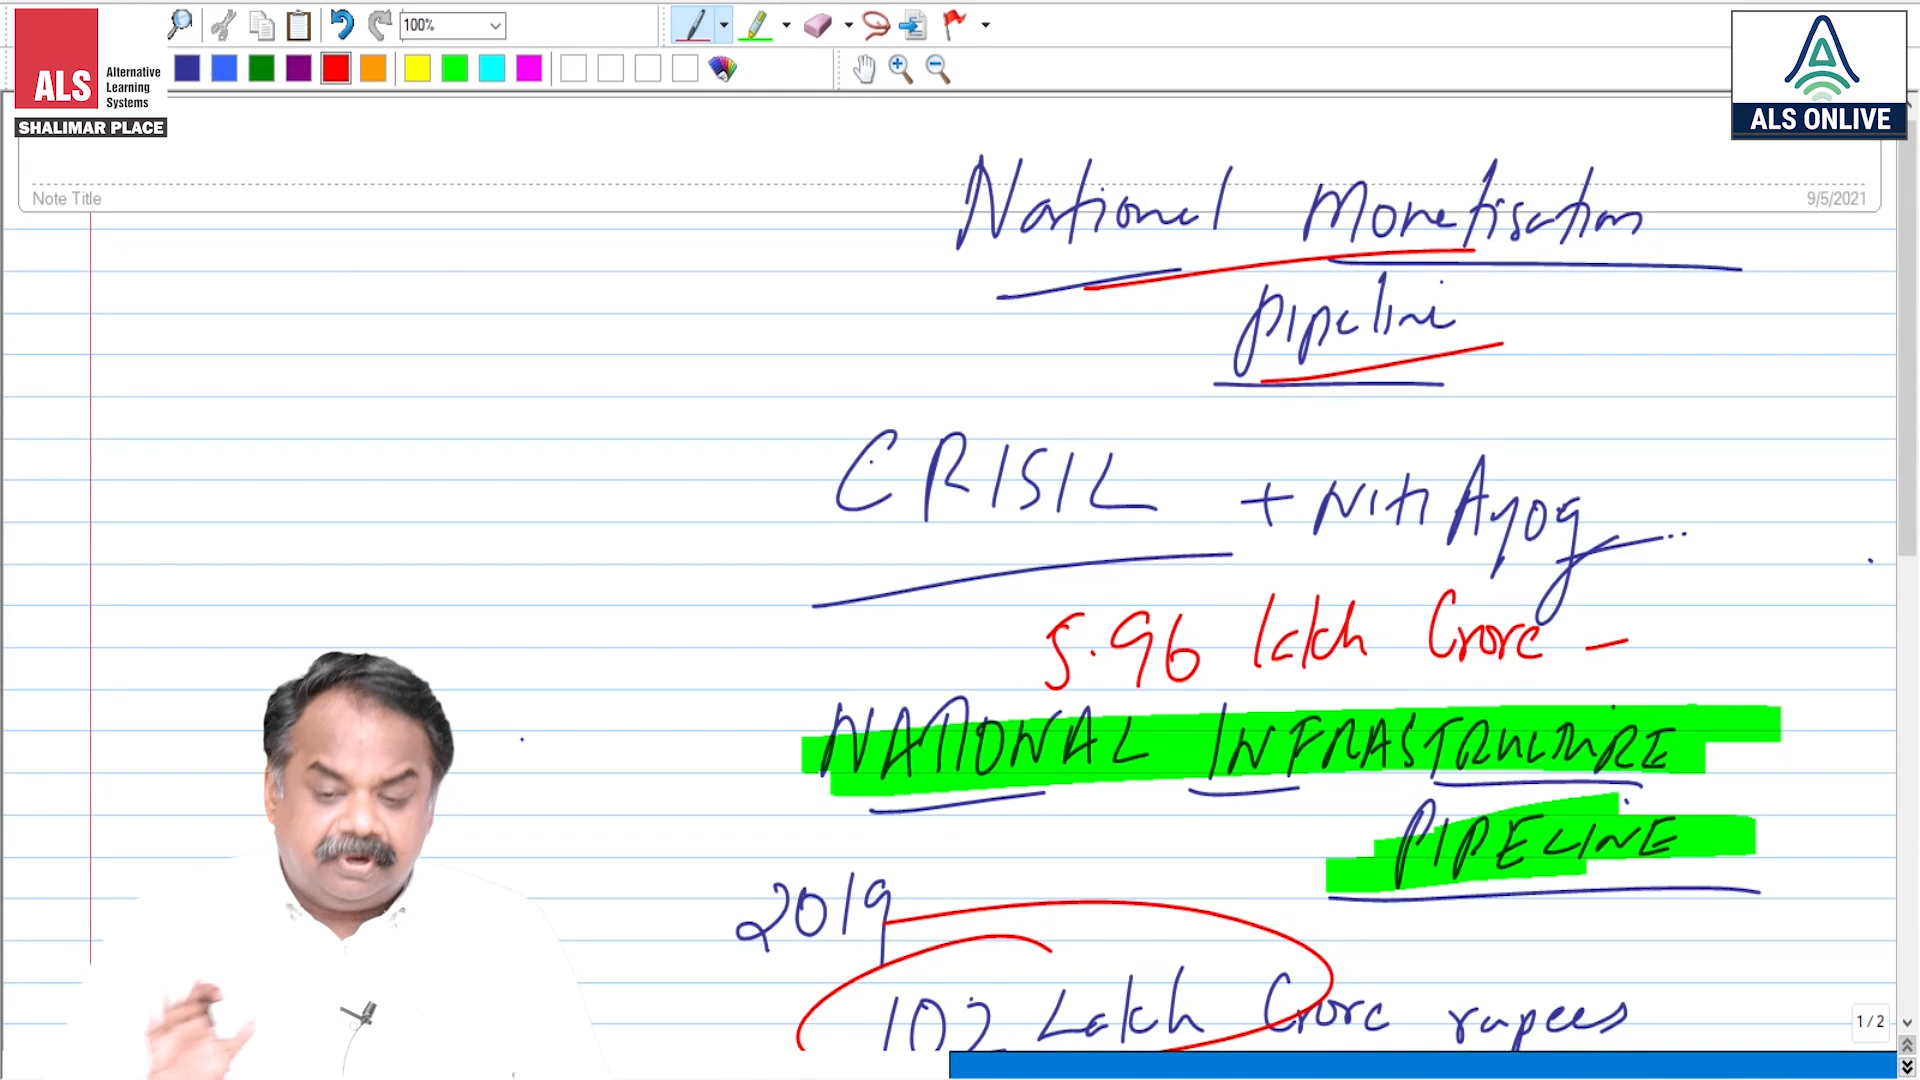 100%
ALS
Alternative
Learning
Systems
SHALIMAR PLACE
ALS ONLIVE
Note Title
9/5/2021
National Monetisation
Pipeline
CRISIL + NITI Ayog
5.96 lakh Crore -
NATIONAL INFRASTRUCTURE
PIPELINE
2019
102 Lakh Crore rupees
1/2